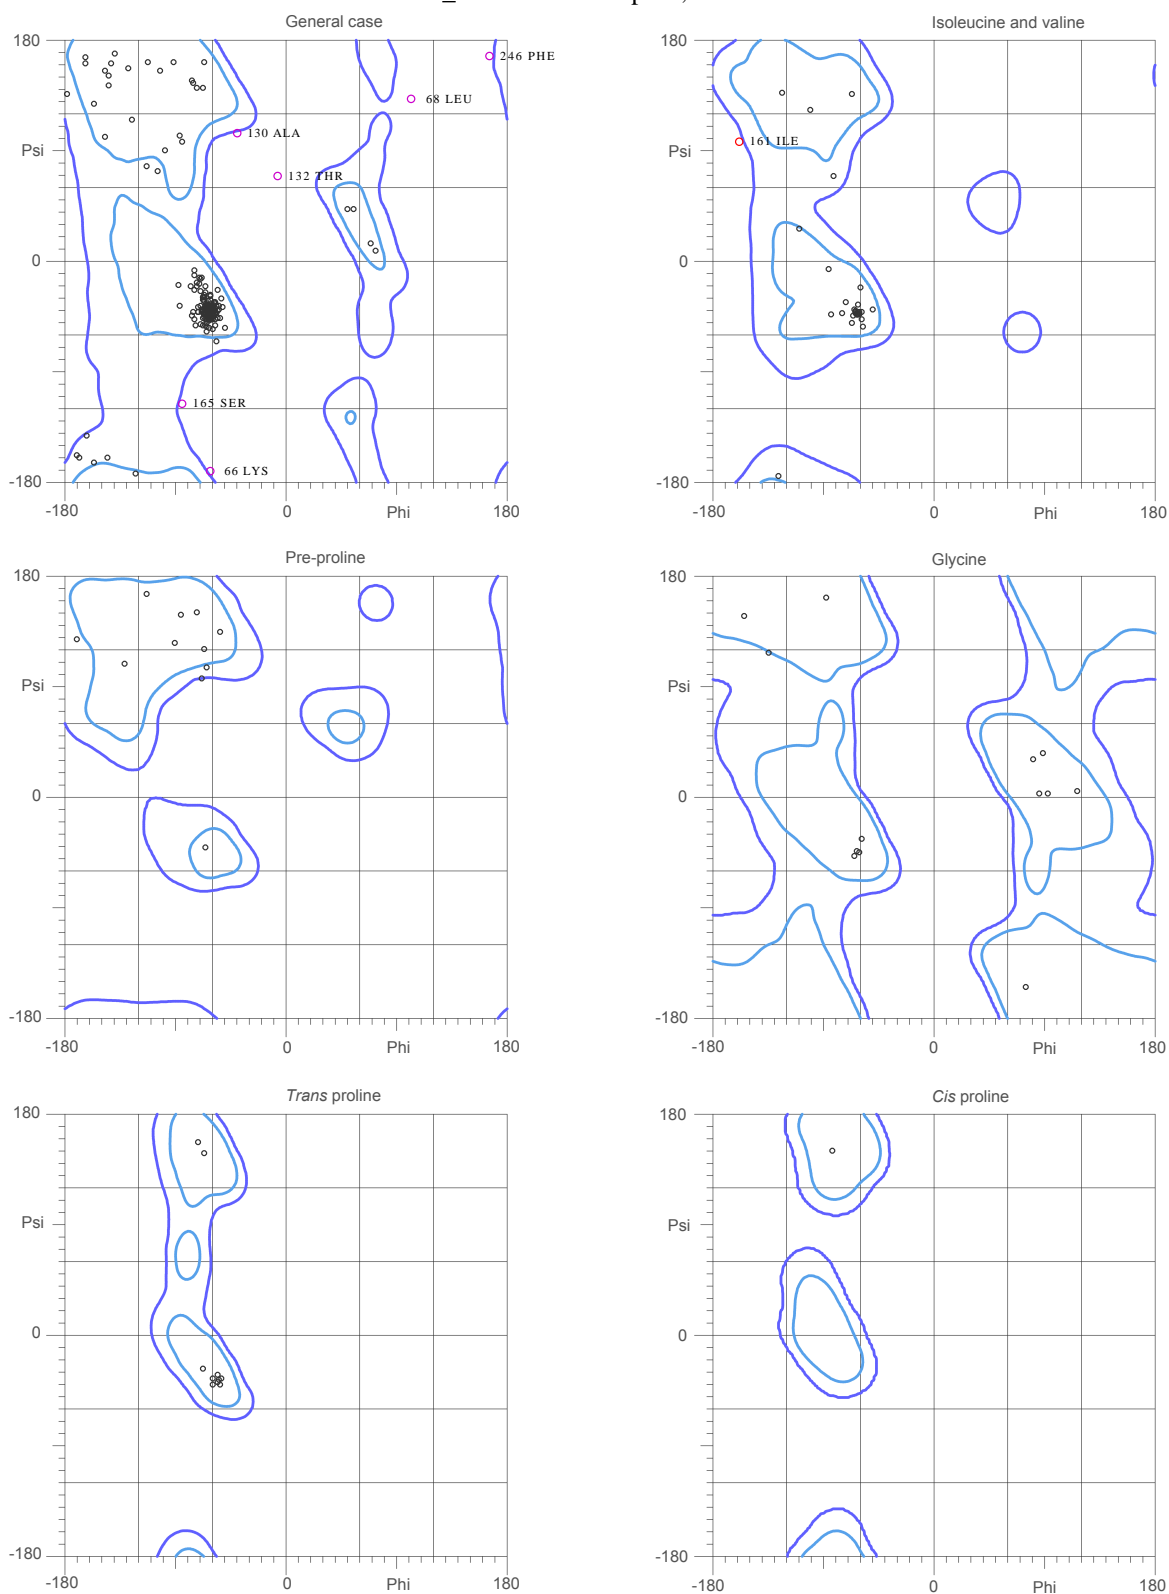 General case
Isoleucine and valine
180
246 PHE
68 LEU
130 ALA
132 THR
Psi
0
165 SER
66 LYS
-180
-180
0
Phi
180
180
161 ILE
Psi
0
-180
-180
0
Phi
180
Pre-proline
Glycine
180
Psi
0
-180
-180
0
Phi
180
180
Psi
0
-180
-180
0
Phi
180
Trans proline
Cis proline
180
Psi
0
-180
-180
0
Phi
180
180
Psi
0
-180
-180
0
Phi
180